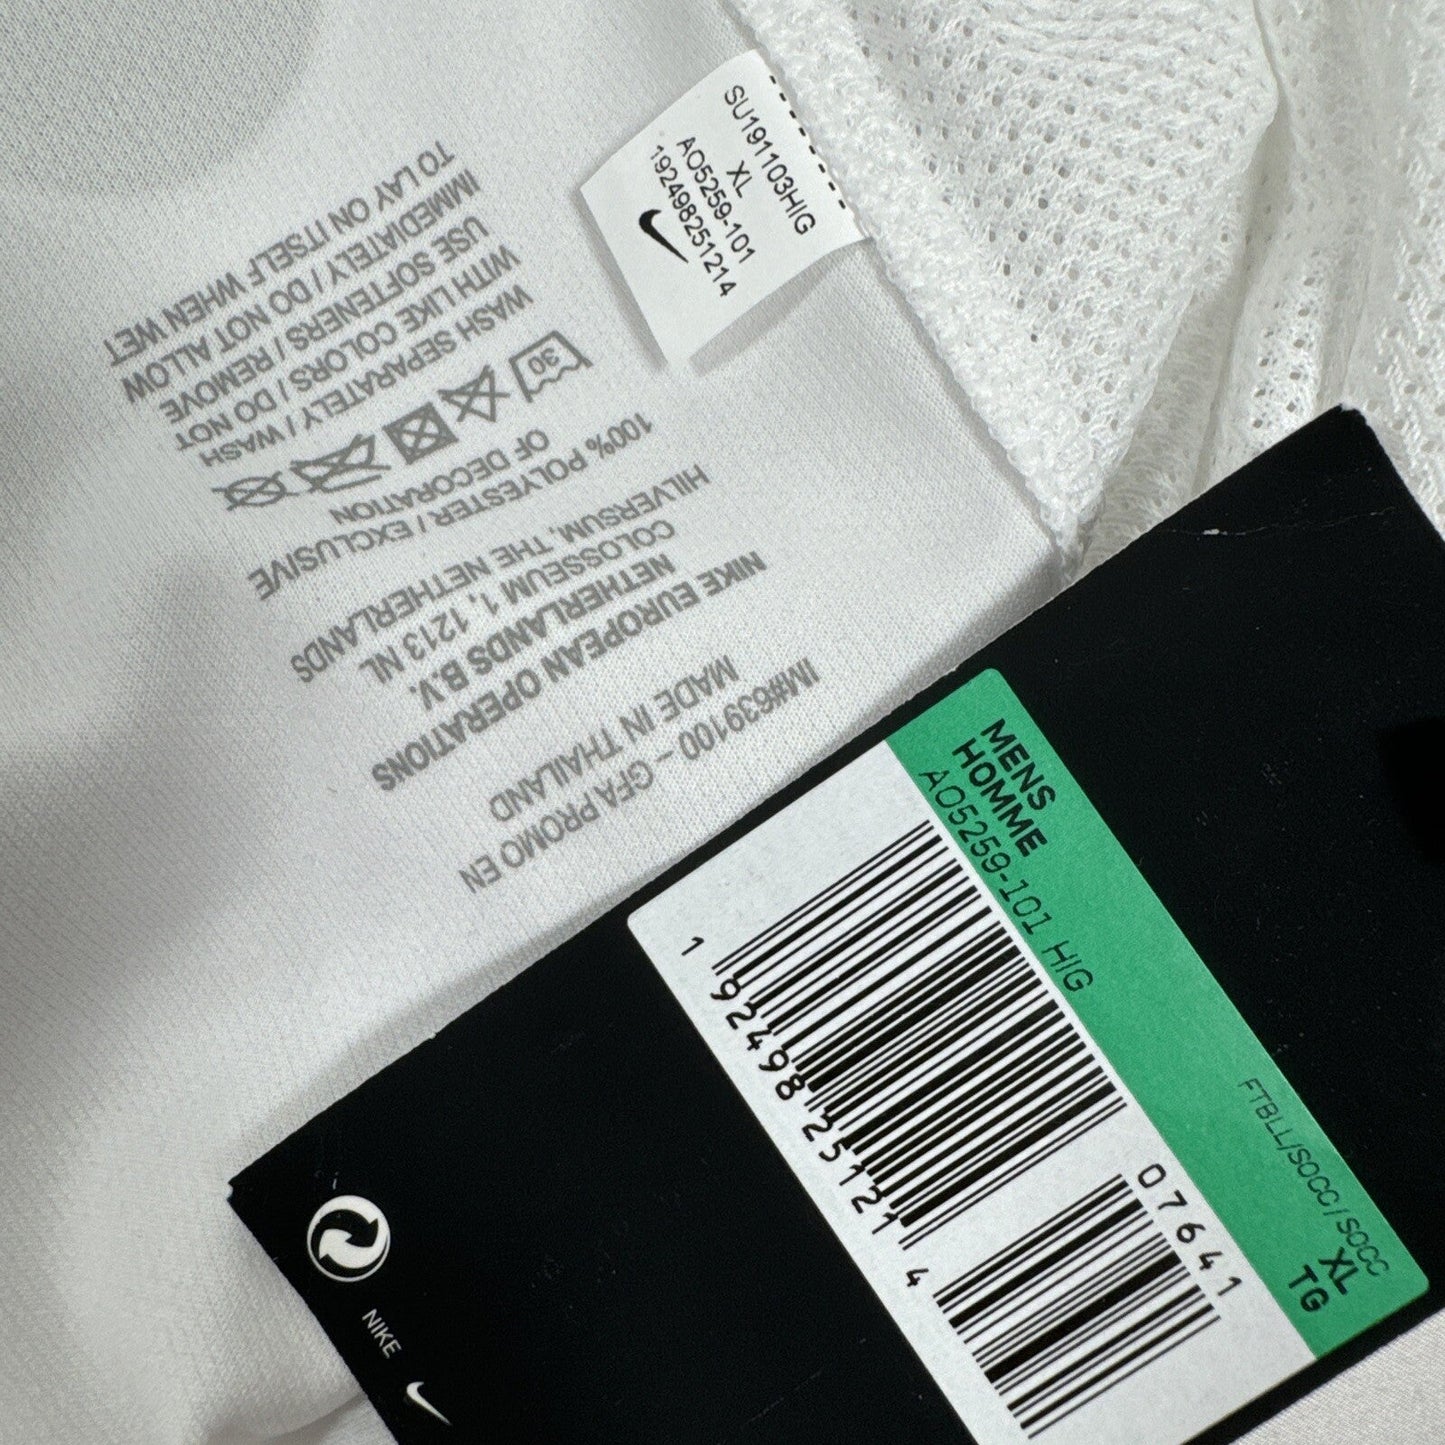 SU191103HIG
XL
AO5259-101
192498251214
IM#639100 – GFA PROMO EN
MADE IN THAILAND
NIKE EUROPEAN OPERATIONS
NETHERLANDS B.V.
COLOSSEUM 1, 1213 NL
HILVERSUM, THE NETHERLANDS
100% POLYESTER / EXCLUSIVE
OF DECORATION
30
WASH SEPARATELY / WASH
WITH LIKE COLORS / DO NOT
USE SOFTENERS / REMOVE
IMMEDIATELY / DO NOT ALLOW
TO LAY ON ITSELF WHEN WET
MENS
HOMME
AO5259-101 HIG
FTBLL/SOCC/SOCC
XL
TG
1 92498 25121 4
07641
NIKE